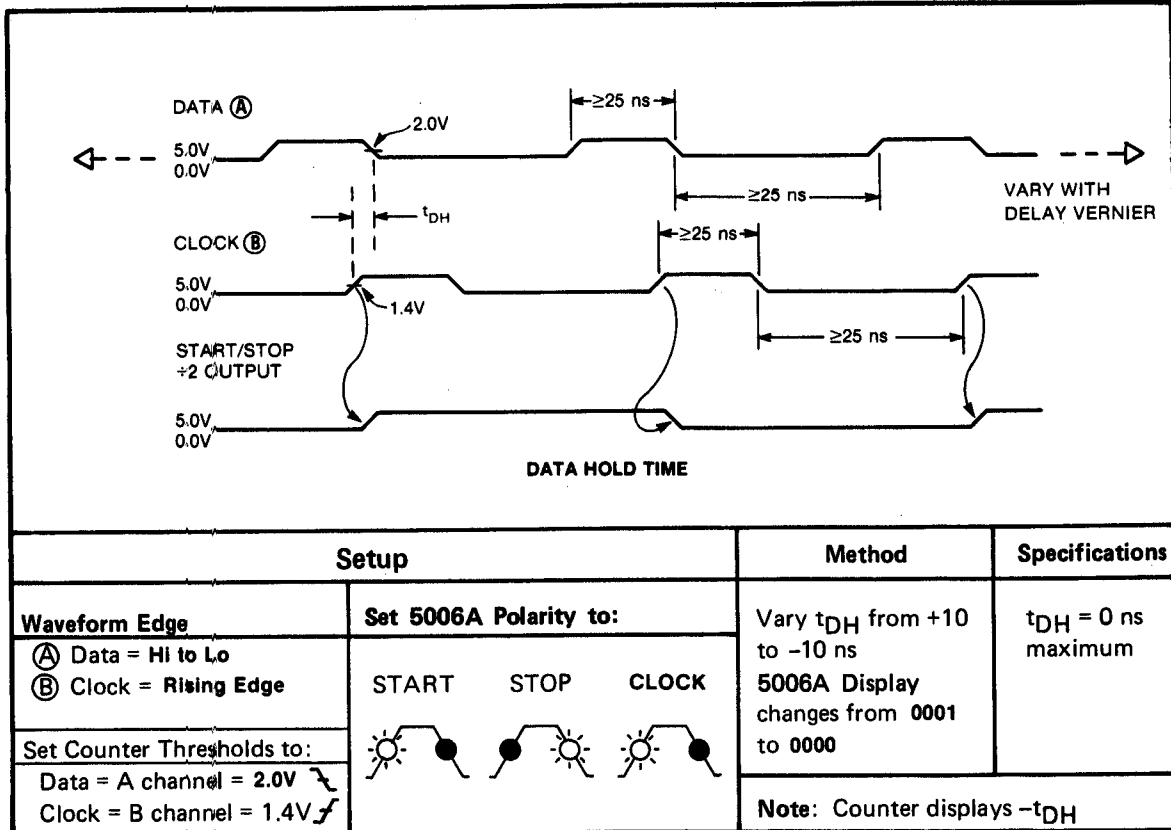 DATA Ⓐ
≥25 ns
2.0V
5.0V
0.0V
≥25 ns
VARY WITH
DELAY VERNIER
tDH
CLOCK Ⓑ
≥25 ns
5.0V
0.0V
1.4V
≥25 ns
START/STOP
÷2 OUTPUT
5.0V
0.0V
DATA HOLD TIME
Setup
Method
Specifications
Waveform Edge
Ⓐ Data = Hi to Lo
Ⓑ Clock = Rising Edge
Set Counter Thresholds to:
Data = A channel = 2.0V
Clock = B channel = 1.4V
Set 5006A Polarity to:
START STOP CLOCK
Vary tDH from +10
to −10 ns
5006A Display
changes from 0001
to 0000
tDH = 0 ns
maximum
Note: Counter displays −tDH